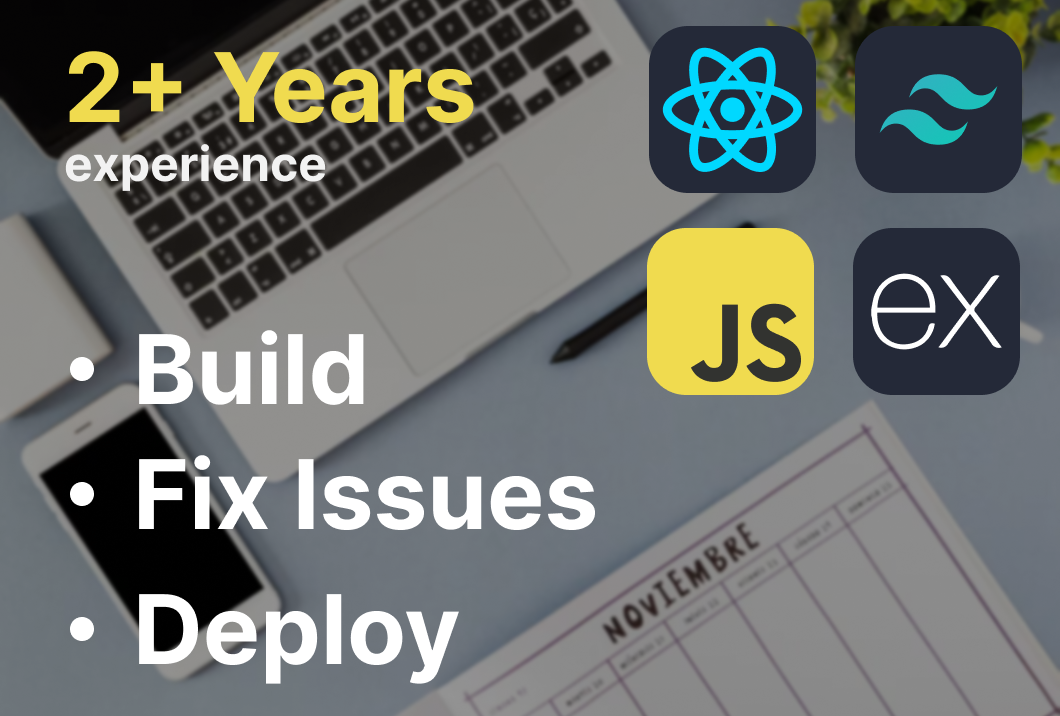 2+ Years
experience
JS
ex
• Build
• Fix Issues
• Deploy
NOVIEMBRE